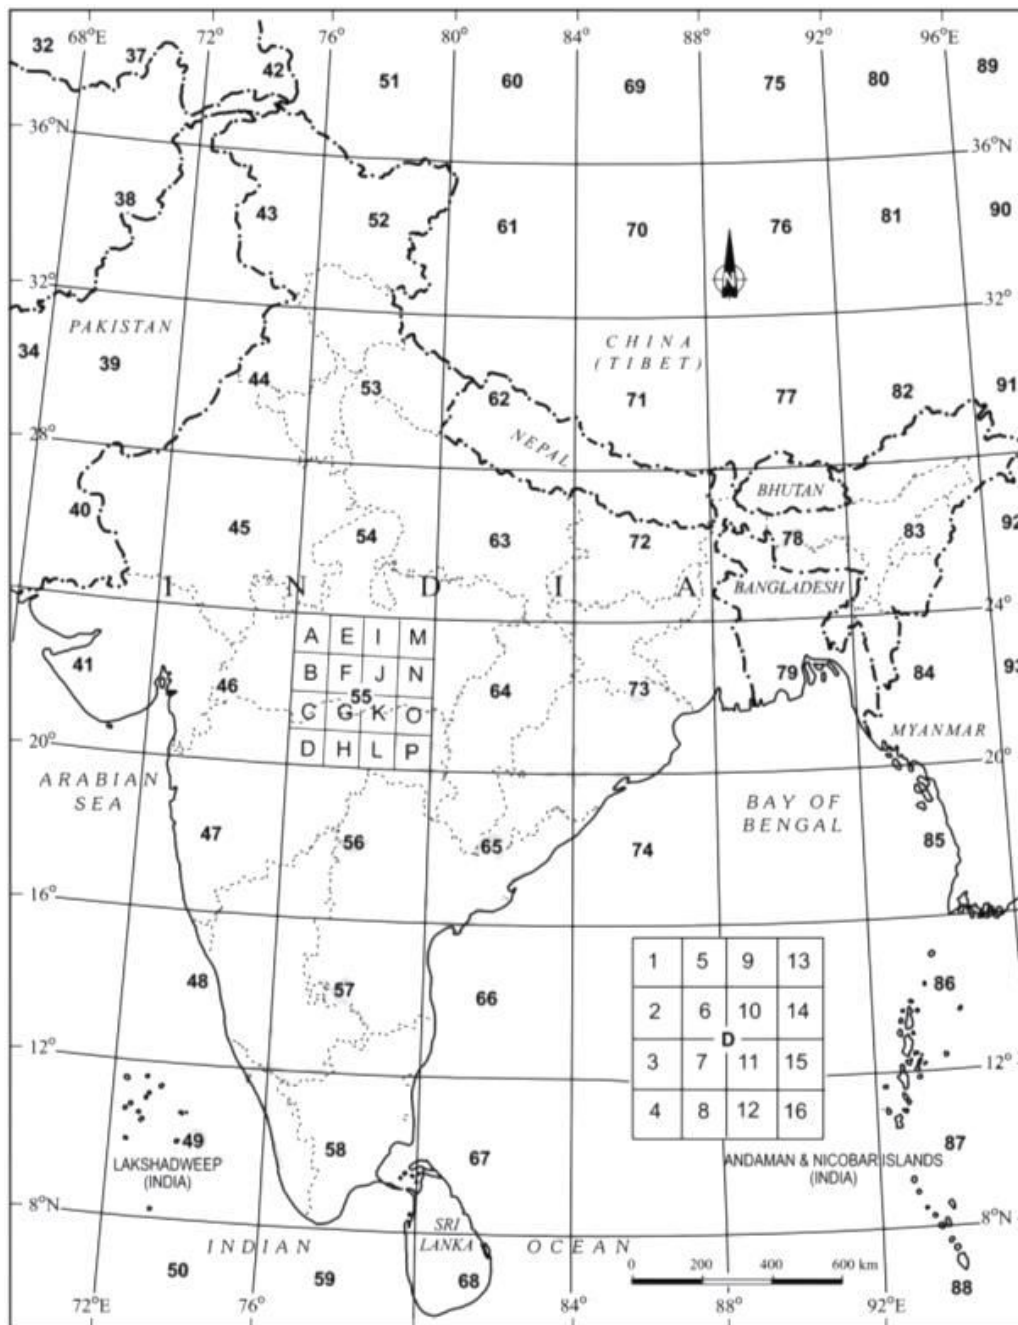 68°E 72° 76° 80° 84° 88° 92° 96°E
32 37 42 51 60 69 75 80 89
36°N 36°N
38 43 52 61 70 76 81 90
N
32° 32°
PAKISTAN
CHINA
(TIBET)
34 39 44 53 62 71 77 82 91
28°
NEPAL
BHUTAN
40 45 54 63 72 78 83 92
I N D I A
BANGLADESH
24°
A E I M
B F J N
55
C G K O
D H L P
41 46 64 73 79 84 93
MYANMAR
20° 20°
ARABIAN
SEA
BAY OF
BENGAL
47 56 65 74 85
16°
48 57 66 86
1 5 9 13
2 6 10 14
D
3 7 11 15
4 8 12 16
12° 12°
49 58 67 87
LAKSHADWEEP
(INDIA)
ANDAMAN & NICOBAR ISLANDS
(INDIA)
8°N 8°N
SRI
LANKA
INDIAN OCEAN
50 59 68 88
0 200 400 600 km
72°E 76° 84° 88° 92°E